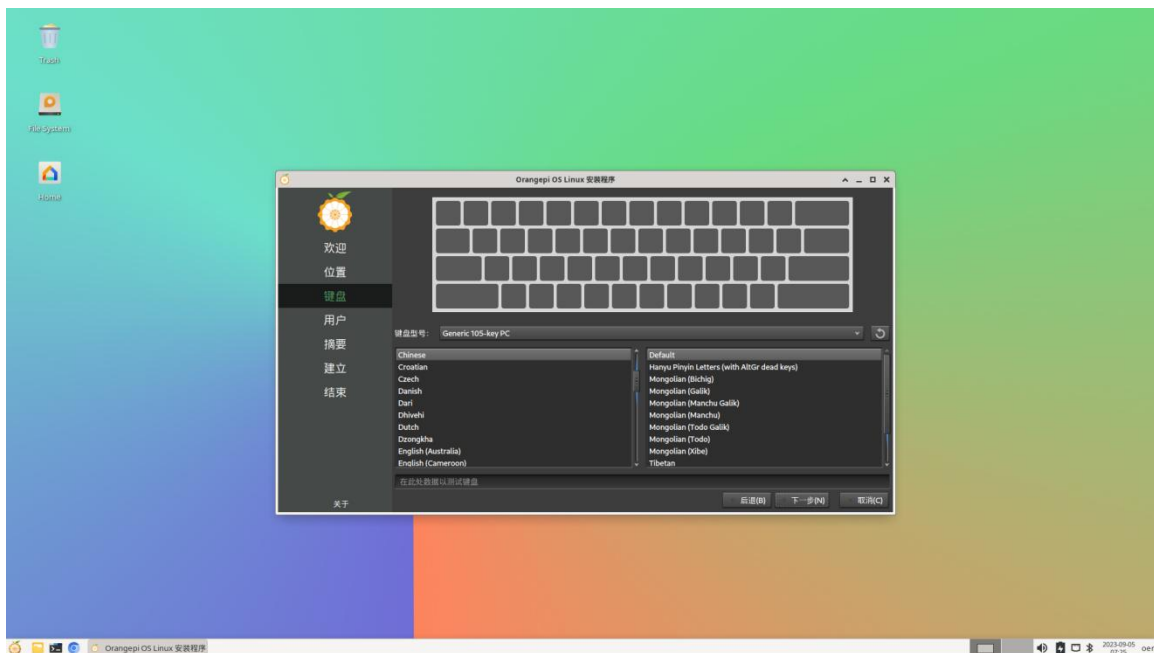 Trash
File System
Home
Orangepi OS Linux 安装程序
欢迎
位置
键盘
用户
摘要
建立
结束
关于
键盘型号: Generic 105-key PC
Chinese
Croatian
Czech
Danish
Dari
Dhivehi
Dutch
Dzongkha
English (Australia)
English (Cameroon)
Default
Hanyu Pinyin Letters (with AltGr dead keys)
Mongolian (Bichig)
Mongolian (Galik)
Mongolian (Manchu Galik)
Mongolian (Manchu)
Mongolian (Todo Galik)
Mongolian (Todo)
Mongolian (Xibe)
Tibetan
在此处数据以测试键盘
后退(B) 下一步(N) 取消(C)
Orangepi OS Linux 安装程序
2023-09-05
07:25